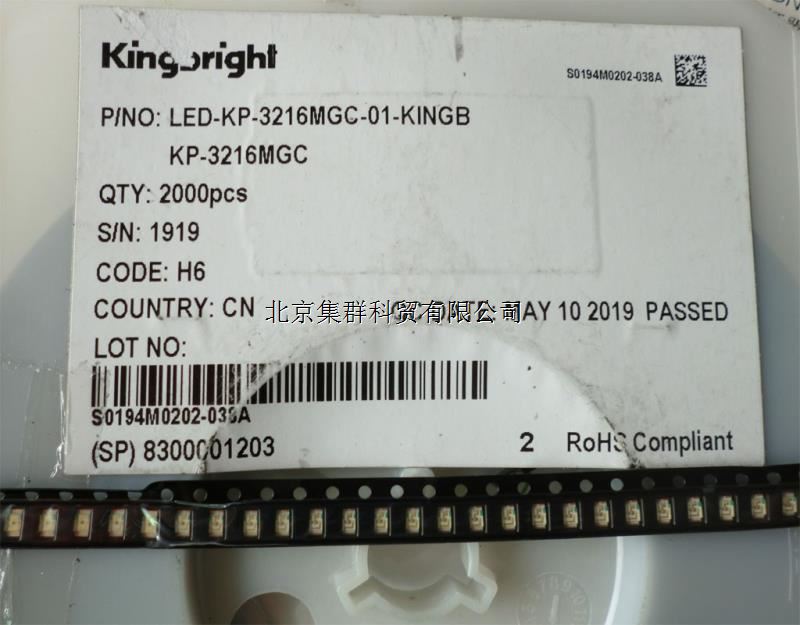 Kingbright
S0194M0202-038A
P/NO: LED-KP-3216MGC-01-KINGB
KP-3216MGC
QTY: 2000pcs
S/N: 1919
CODE: H6
COUNTRY: CN
北京集群科贸有限公司
MAY 10 2019 PASSED
LOT NO:
S0194M0202-038A
(SP) 8300001203
2 RoHS Compliant